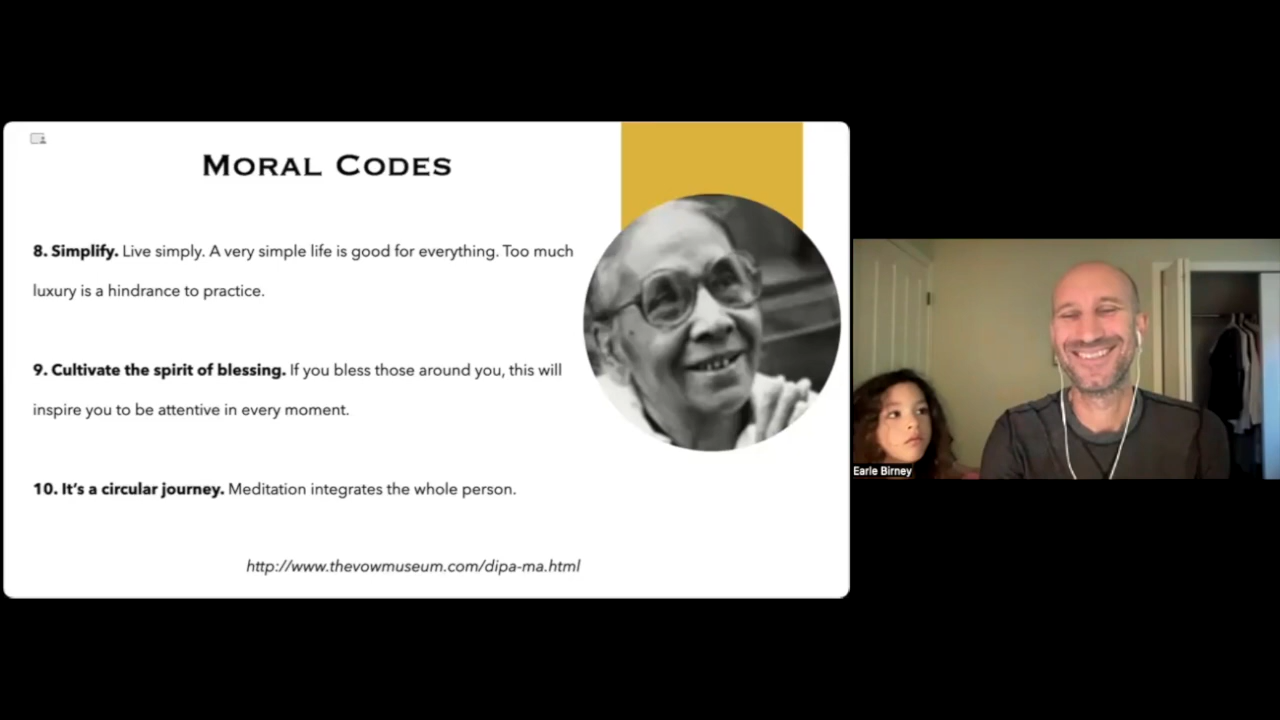 MORAL CODES
8. Simplify. Live simply. A very simple life is good for everything. Too much
luxury is a hindrance to practice.
9. Cultivate the spirit of blessing. If you bless those around you, this will
inspire you to be attentive in every moment.
10. It's a circular journey. Meditation integrates the whole person.
http://www.thevowmuseum.com/dipa-ma.html
Earle Birney